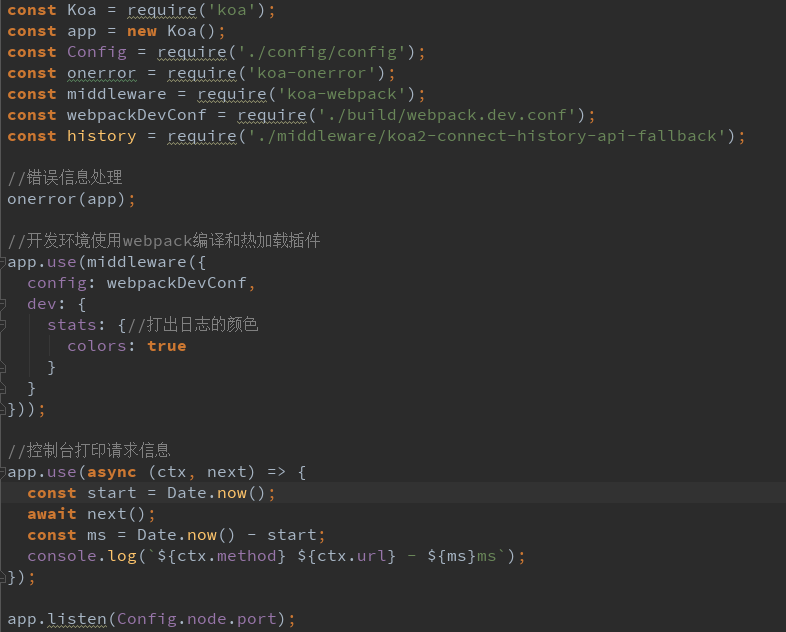 const Koa = require('koa');
const app = new Koa();
const Config = require('./config/config');
const onerror = require('koa-onerror');
const middleware = require('koa-webpack');
const webpackDevConf = require('./build/webpack.dev.conf');
const history = require('./middleware/koa2-connect-history-api-fallback');
//错误信息处理
onerror(app);
//开发环境使用webpack编译和热加载插件
app.use(middleware({
  config: webpackDevConf,
  dev: {
    stats: {//打出日志的颜色
      colors: true
    }
  }
}));
//控制台打印请求信息
app.use(async (ctx, next) => {
  const start = Date.now();
  await next();
  const ms = Date.now() - start;
  console.log(`${ctx.method} ${ctx.url} - ${ms}ms`);
});
app.listen(Config.node.port);